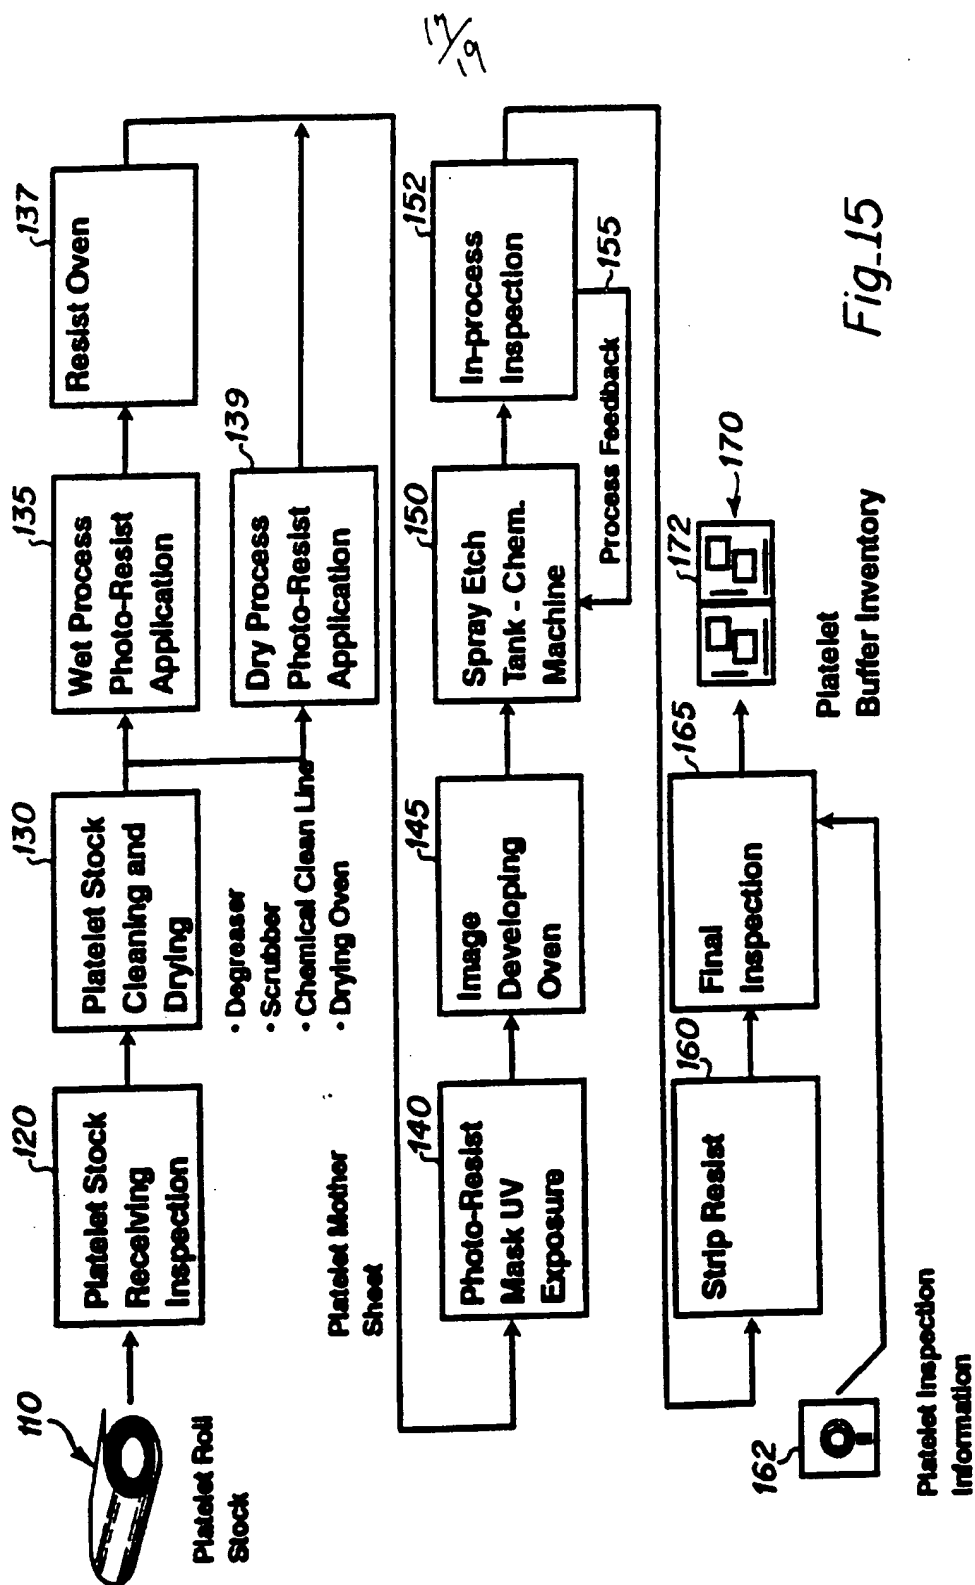 17/19
110
Platelet Roll
Stock
120
Platelet Stock
Receiving
Inspection
130
Platelet Stock
Cleaning and
Drying
• Degreaser
• Scrubber
• Chemical Clean Line
• Drying Oven
135
Wet Process
Photo-Resist
Application
137
Resist Oven
139
Dry Process
Photo-Resist
Application
Platelet Mother
Sheet
140
Photo-Resist
Mask UV
Exposure
145
Image
Developing
Oven
150
Spray Etch
Tank - Chem.
Machine
152
In-process
Inspection
155
Process Feedback
160
Strip Resist
162
Platelet Inspection
Information
165
Final
Inspection
172
170
Platelet
Buffer Inventory
Fig_15